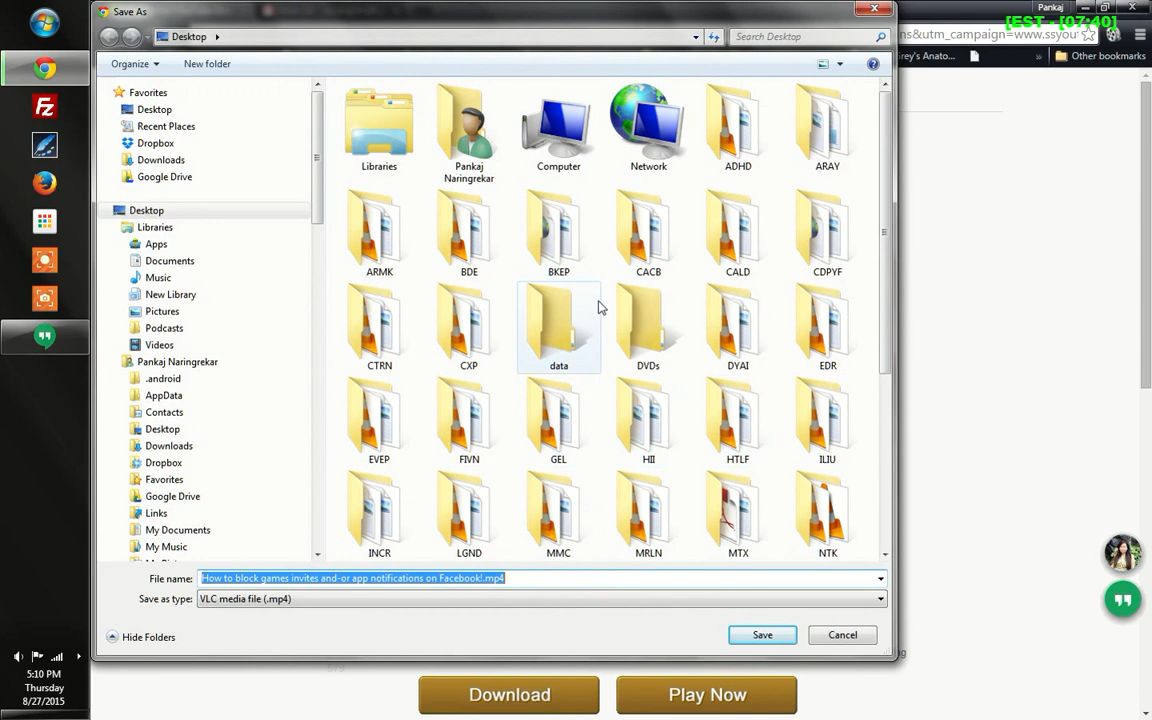 Save As
Pankaj
[EST - [07:40]
Desktop
Search Desktop
ns&utm_campaign=www.ssyou
Organize
New folder
rey's Anato...
Other bookmarks
Favorites
Desktop
Recent Places
Dropbox
Downloads
Google Drive
Desktop
Libraries
Apps
Documents
Music
New Library
Pictures
Podcasts
Videos
Pankaj Naringrekar
.android
AppData
Contacts
Desktop
Downloads
Dropbox
Favorites
Google Drive
Links
My Documents
My Music
Libraries
Pankaj
Naringrekar
Computer
Network
ADHD
ARAY
ARMK
BDE
BKEP
CACB
CALD
CDPYF
CTRN
CXP
data
DVDs
DYAI
EDR
EVEP
FIVN
GEL
HII
HTLF
ILIU
INCR
LGND
MMC
MRLN
MTX
NTK
File name:
How to block games invites and-or app notifications on Facebook!.mp4
Save as type:
VLC media file (.mp4)
Hide Folders
Save
Cancel
Download
Play Now
5:10 PM
Thursday
8/27/2015